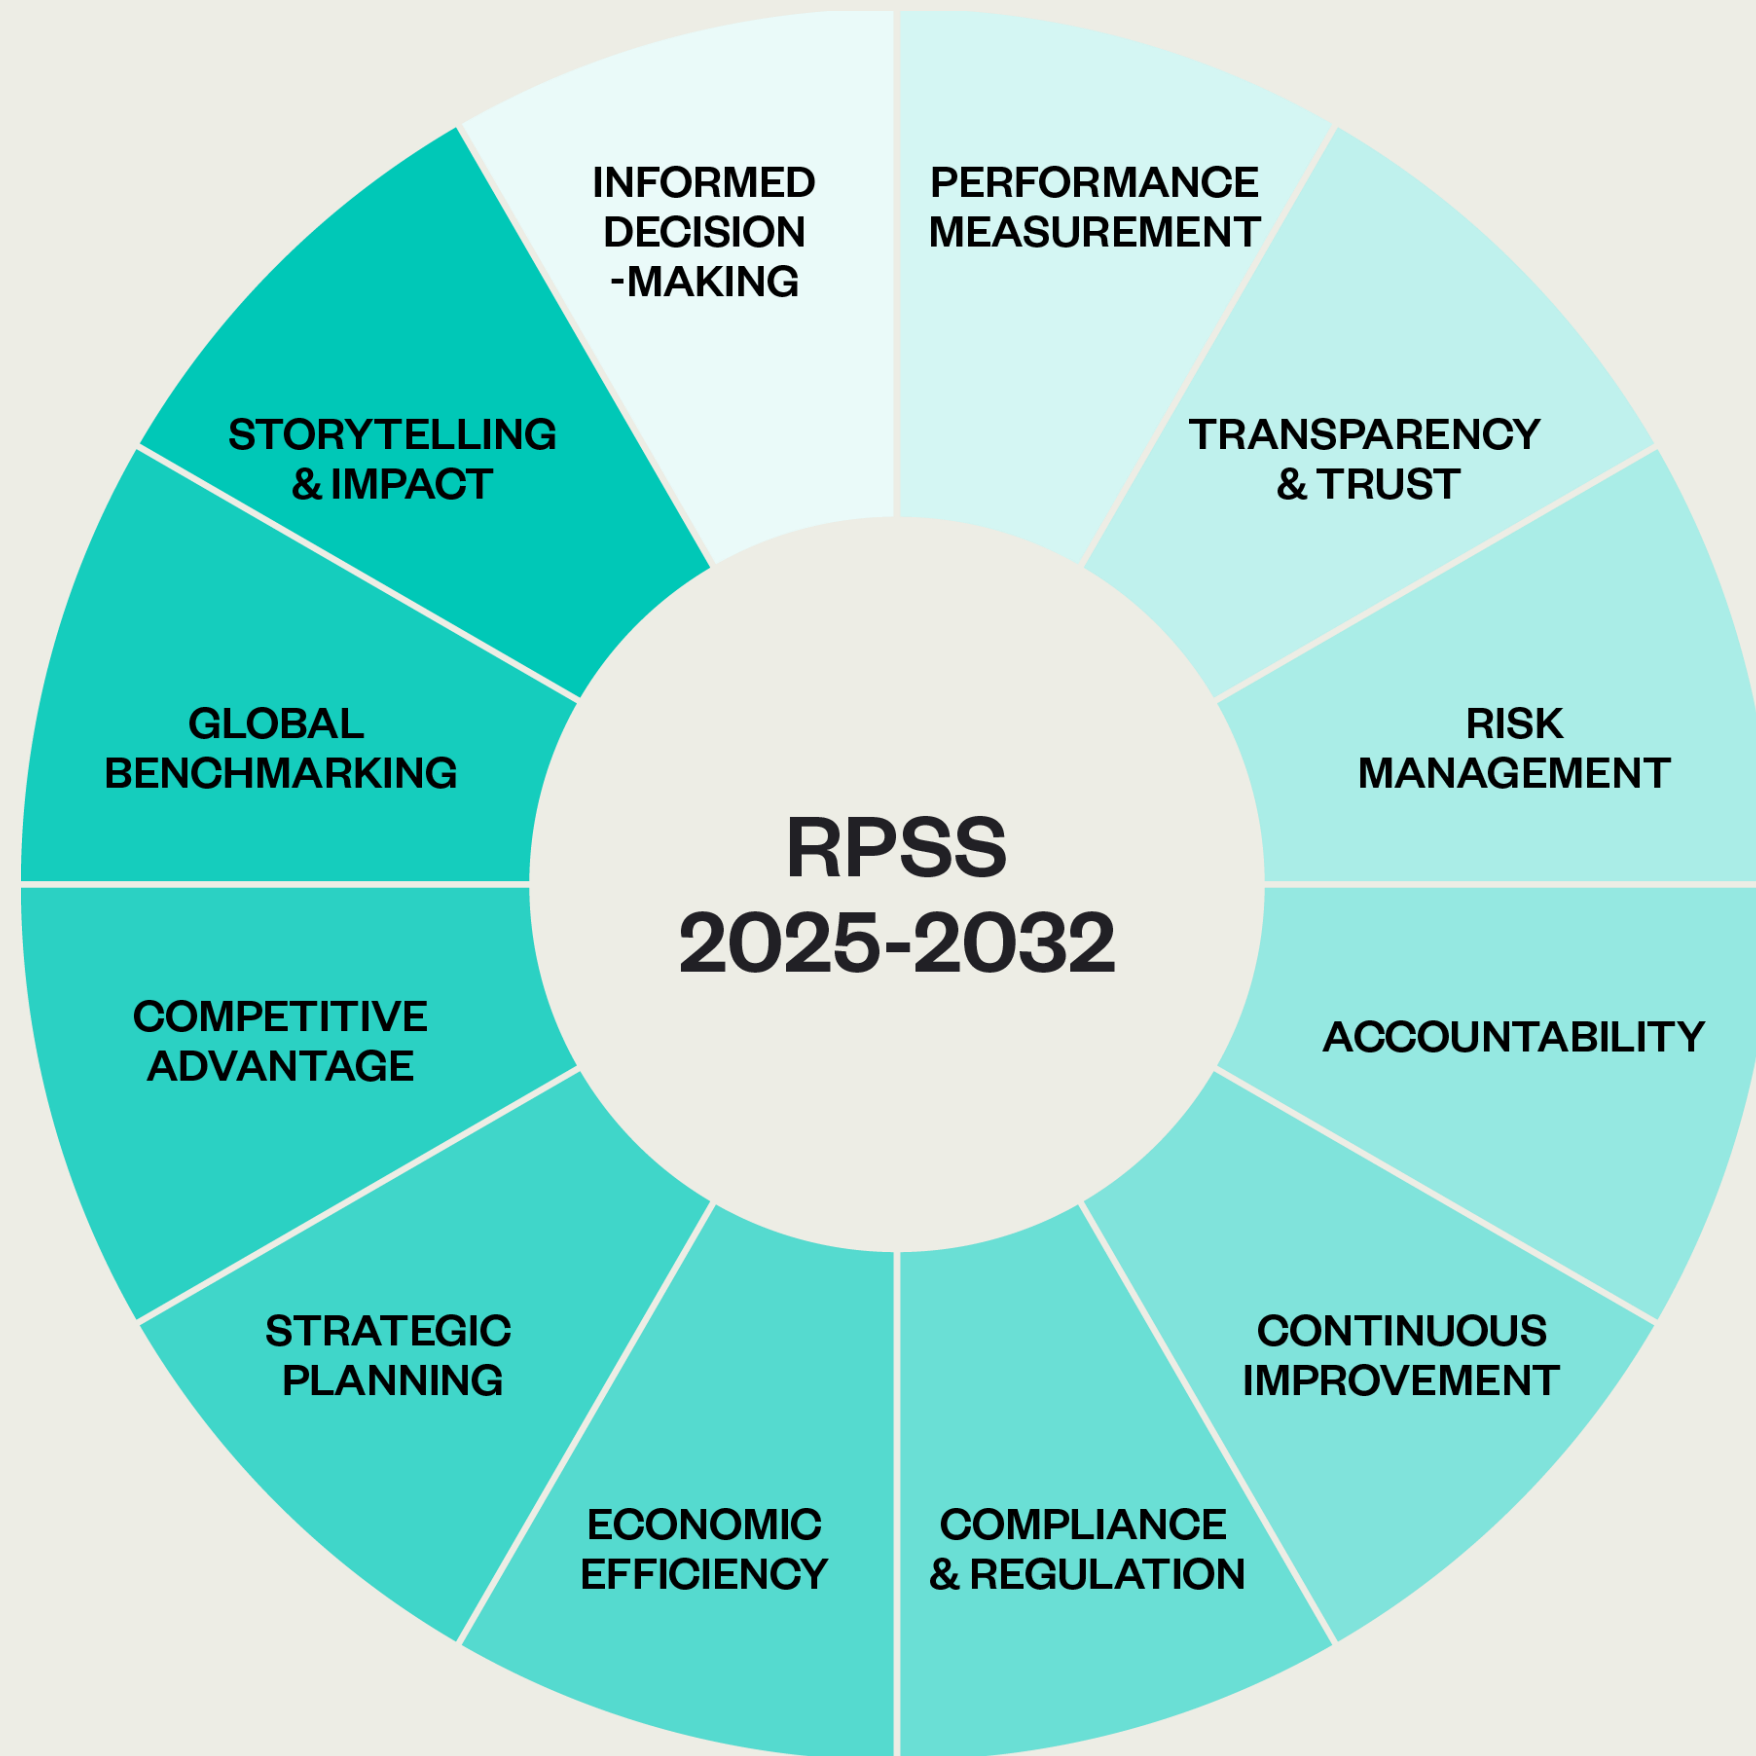 INFORMED
DECISION
-MAKING
PERFORMANCE
MEASUREMENT
TRANSPARENCY
& TRUST
RISK
MANAGEMENT
ACCOUNTABILITY
CONTINUOUS
IMPROVEMENT
COMPLIANCE
& REGULATION
ECONOMIC
EFFICIENCY
STRATEGIC
PLANNING
COMPETITIVE
ADVANTAGE
GLOBAL
BENCHMARKING
STORYTELLING
& IMPACT
RPSS
2025-2032